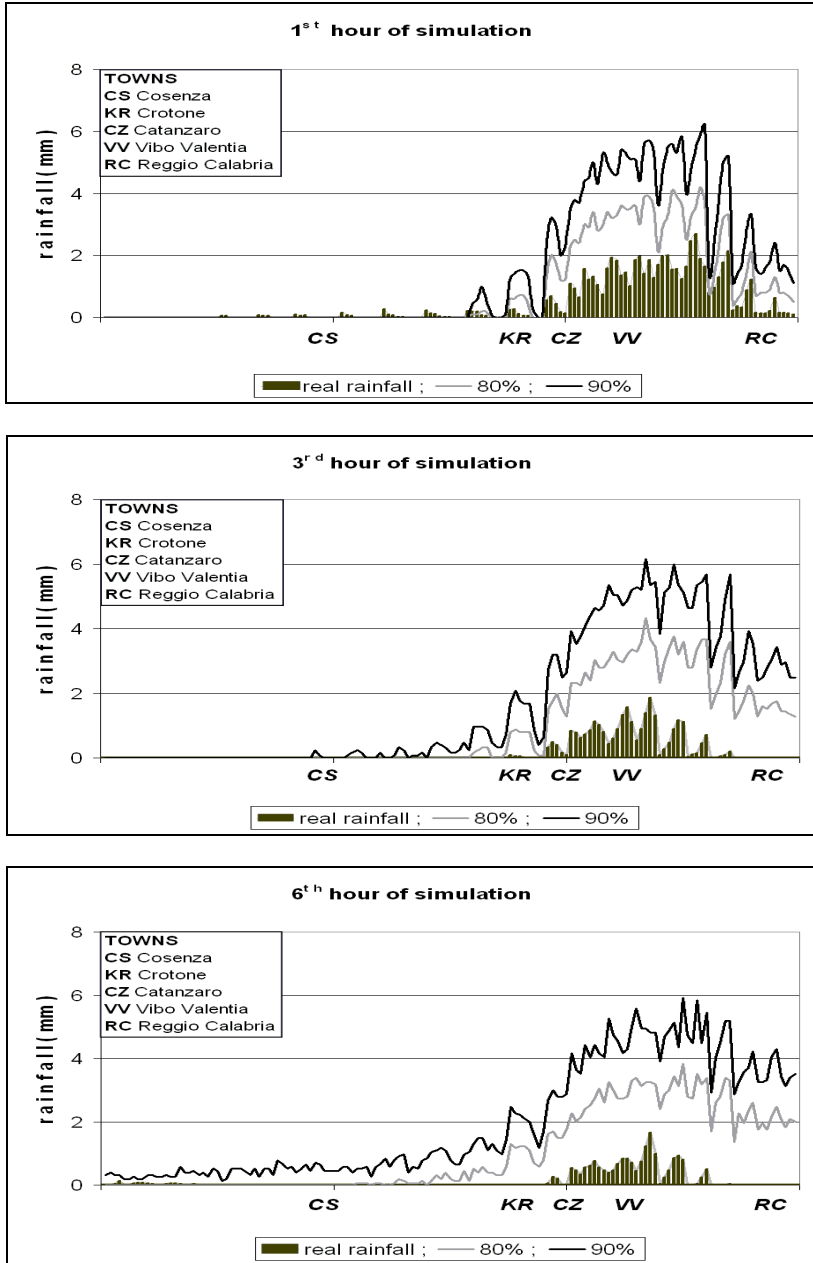 1st hour of simulation
8
6
4
2
0
rainfall(mm)
TOWNS
CS Cosenza
KR Crotone
CZ Catanzaro
VV Vibo Valentia
RC Reggio Calabria
CS KR CZ VV RC
real rainfall ; 80% ; 90%
3rd hour of simulation
8
6
4
2
0
rainfall(mm)
TOWNS
CS Cosenza
KR Crotone
CZ Catanzaro
VV Vibo Valentia
RC Reggio Calabria
CS KR CZ VV RC
real rainfall ; 80% ; 90%
6th hour of simulation
8
6
4
2
0
rainfall(mm)
TOWNS
CS Cosenza
KR Crotone
CZ Catanzaro
VV Vibo Valentia
RC Reggio Calabria
CS KR CZ VV RC
real rainfall ; 80% ; 90%